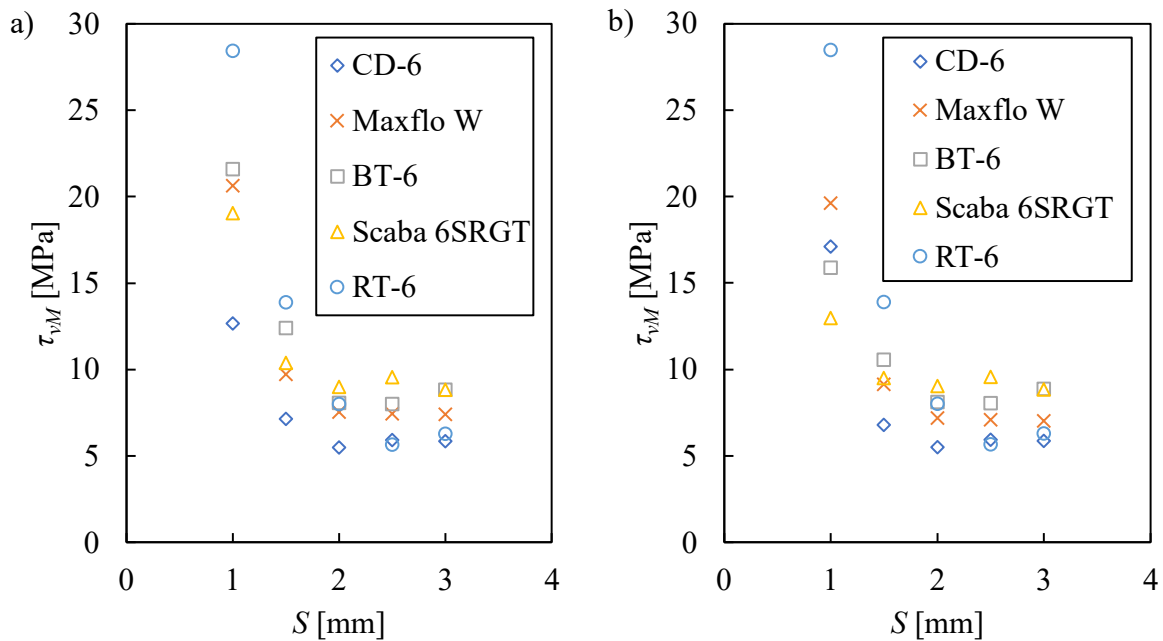 a)
30
25
20
15
10
5
0
τvM [MPa]
CD-6
Maxflo W
BT-6
Scaba 6SRGT
RT-6
0 1 2 3 4
S [mm]
b)
30
25
20
15
10
5
0
τvM [MPa]
CD-6
Maxflo W
BT-6
Scaba 6SRGT
RT-6
0 1 2 3 4
S [mm]